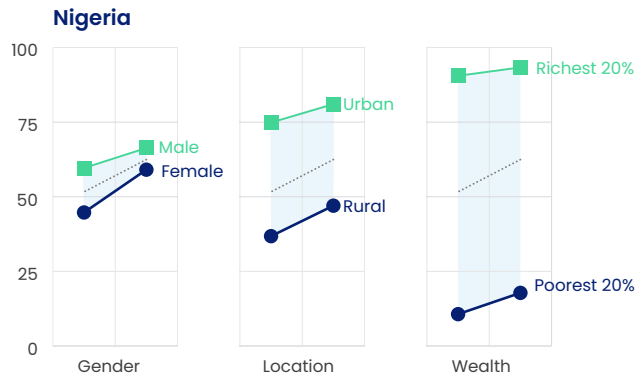 Nigeria
100
75
50
25
0
Male
Female
Gender
Urban
Rural
Location
Richest 20%
Poorest 20%
Wealth